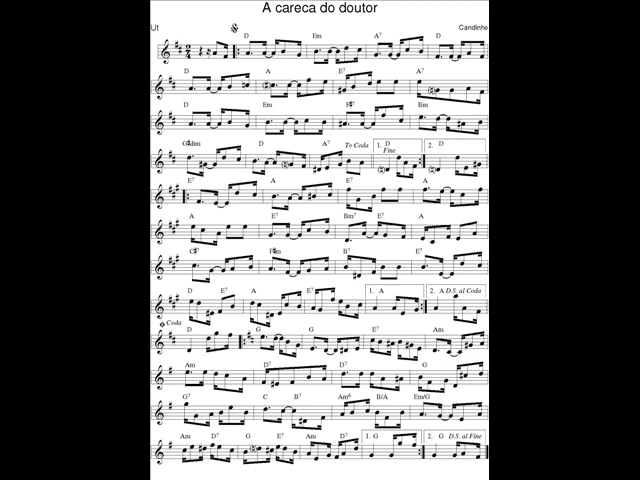 A careca do doutor
Ut Candinho
D Em A7 D
D A E7 A7
D Em F# Bm
G#dim D A7 To Coda 1. D Fine 2. D
E7 A E7 A
A E7 Bm7 E7 A
C#7 F#m B7 E7
D E7 A D A E7 1. A 2. A D.S. al Coda
Coda
D G G E7 Am
Am D7 D7 G
G7 C B7 Am6 B/A Em/G
Am D7 G E7 Am D7 1. G 2. G D.S. al Fine